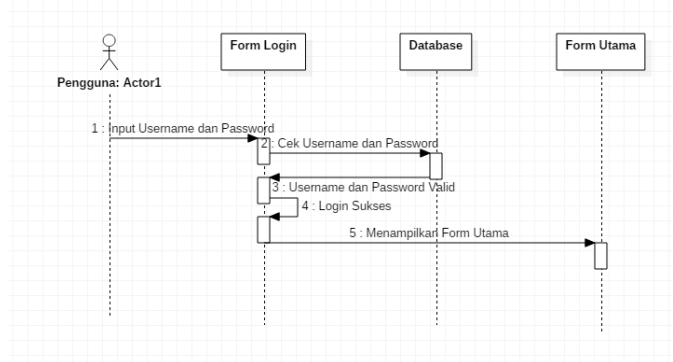 Form Login
Database
Form Utama
Pengguna: Actor1
1 : Input Username dan Password
2 : Cek Username dan Password
3 : Username dan Password Valid
4 : Login Sukses
5 : Menampilkan Form Utama